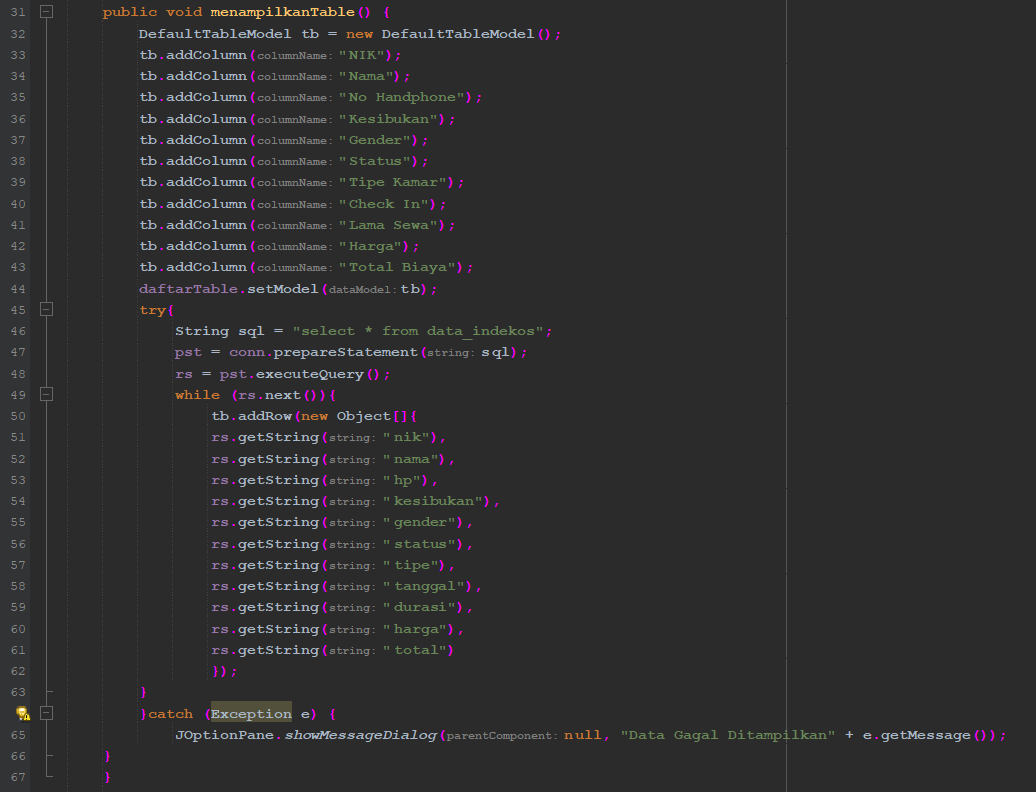 31 public void menampilkanTable() {
32 DefaultTableModel tb = new DefaultTableModel();
33 tb.addColumn(columnName: "NIK");
34 tb.addColumn(columnName: "Nama");
35 tb.addColumn(columnName: "No Handphone");
36 tb.addColumn(columnName: "Kesibukan");
37 tb.addColumn(columnName: "Gender");
38 tb.addColumn(columnName: "Status");
39 tb.addColumn(columnName: "Tipe Kamar");
40 tb.addColumn(columnName: "Check In");
41 tb.addColumn(columnName: "Lama Sewa");
42 tb.addColumn(columnName: "Harga");
43 tb.addColumn(columnName: "Total Biaya");
44 daftarTable.setModel(dataModel: tb);
45 try{
46 String sql = "select * from data_indekos";
47 pst = conn.prepareStatement(string: sql);
48 rs = pst.executeQuery();
49 while (rs.next()){
50 tb.addRow(new Object[]{
51 rs.getString(string: "nik"),
52 rs.getString(string: "nama"),
53 rs.getString(string: "hp"),
54 rs.getString(string: "kesibukan"),
55 rs.getString(string: "gender"),
56 rs.getString(string: "status"),
57 rs.getString(string: "tipe"),
58 rs.getString(string: "tanggal"),
59 rs.getString(string: "durasi"),
60 rs.getString(string: "harga"),
61 rs.getString(string: "total")
62 });
63 }
}catch (Exception e) {
65 JOptionPane.showMessageDialog(parentComponent: null, "Data Gagal Ditampilkan" + e.getMessage());
66 }
67 }